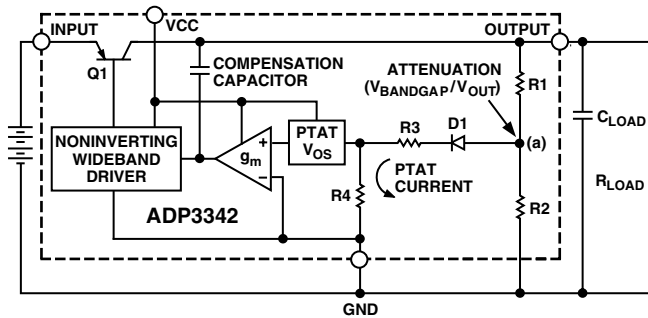 INPUT
VCC
OUTPUT
Q1
COMPENSATION
CAPACITOR
ATTENUATION
(VBANDGAP/VOUT)
R1
CLOAD
NONINVERTING
WIDEBAND
DRIVER
gm
+
−
PTAT
VOS
R3
D1
(a)
PTAT
CURRENT
R4
R2
RLOAD
ADP3342
GND